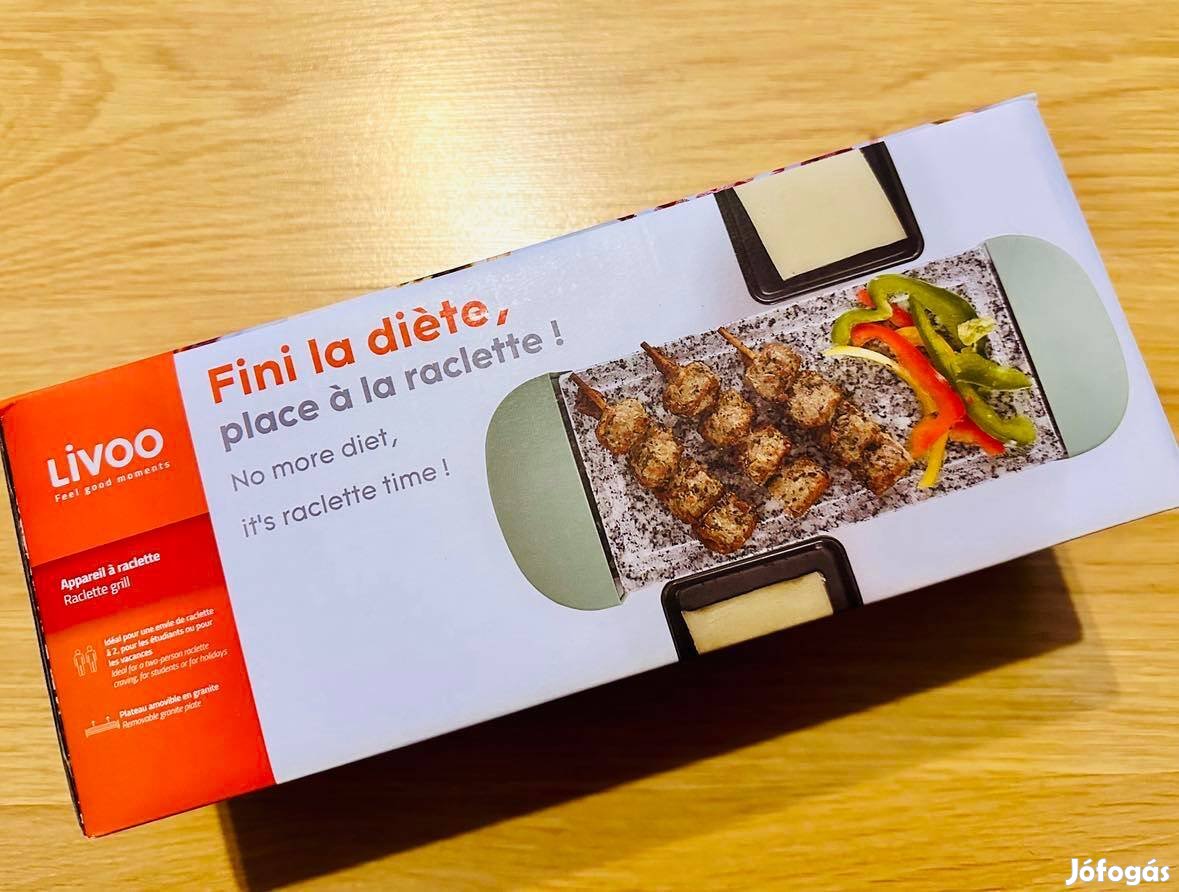 Fini la diète,
place à la raclette !
No more diet,
it's raclette time !
Livoo
Feel good moments
Appareil à raclette
Raclette grill
Idéal pour une envie de raclette
à 2, pour les étudiants ou pour
les vacances
Ideal for a two-person raclette
craving, for students or for holidays
Plateau amovible en granite
Removable granite plate
Jófogás